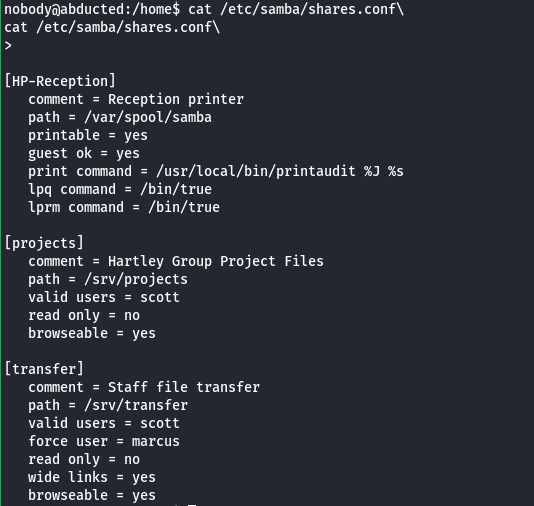 nobody@abducted:/home$ cat /etc/samba/shares.conf\
cat /etc/samba/shares.conf\
>
[HP-Reception]
comment = Reception printer
path = /var/spool/samba
printable = yes
guest ok = yes
print command = /usr/local/bin/printaudit %J %s
lpq command = /bin/true
lprm command = /bin/true
[projects]
comment = Hartley Group Project Files
path = /srv/projects
valid users = scott
read only = no
browseable = yes
[transfer]
comment = Staff file transfer
path = /srv/transfer
valid users = scott
force user = marcus
read only = no
wide links = yes
browseable = yes